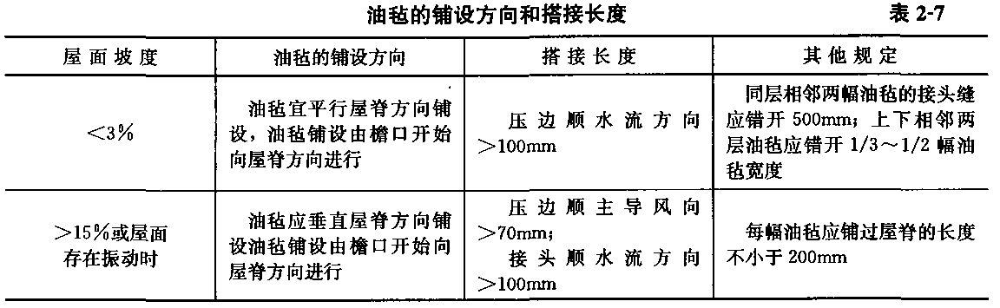 油毡的铺设方向和搭接长度 表 2-7
屋面坡度 油毡的铺设方向 搭接长度 其他规定
<3%
油毡宜平行屋脊方向铺
设，油毡铺设由檐口开始
向屋脊方向进行
压边顺水流方向
>100mm
同层相邻两幅油毡的接头缝
应错开 500mm；上下相邻两
层油毡应错开 1/3～1/2 幅油
毡宽度
>15%或屋面
存在振动时
油毡应垂直屋脊方向铺
设油毡铺设由檐口开始向
屋脊方向进行
压边顺主导风向
>70mm；
接头顺水流方向
>100mm
每幅油毡应铺过屋脊的长度
不小于 200mm